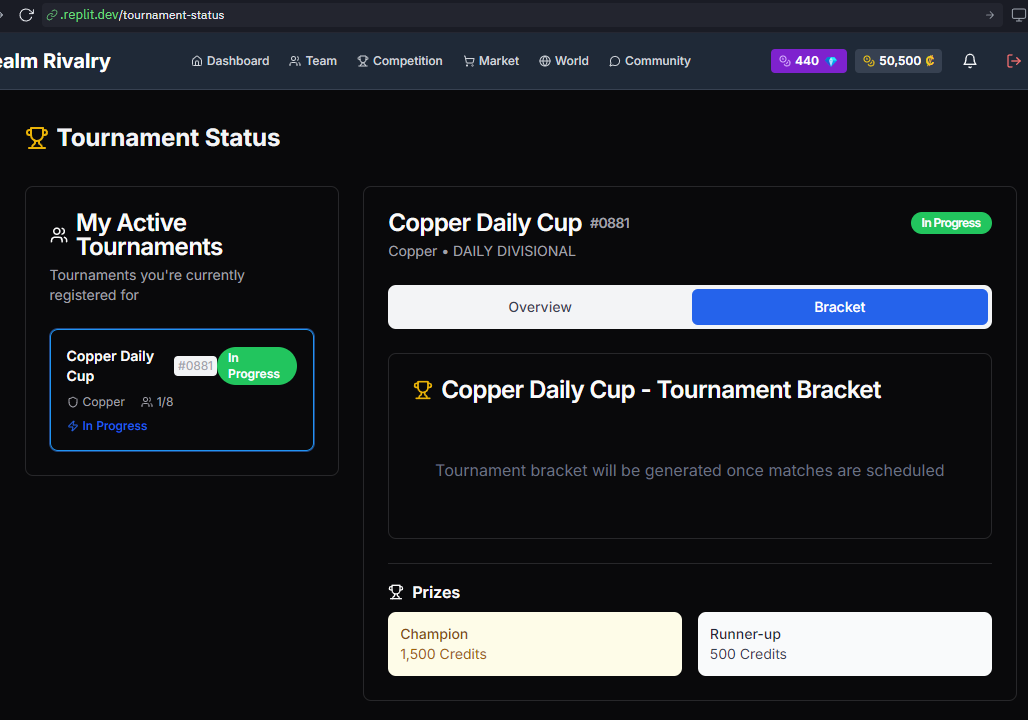 .replit.dev/tournament-status
ealm Rivalry
Dashboard
Team
Competition
Market
World
Community
440
50,500 ₡
Tournament Status
My Active
Tournaments
Tournaments you're currently
registered for
Copper Daily
Cup
#0881
In
Progress
Copper
1/8
In Progress
Copper Daily Cup #0881
In Progress
Copper • DAILY DIVISIONAL
Overview
Bracket
Copper Daily Cup - Tournament Bracket
Tournament bracket will be generated once matches are scheduled
Prizes
Champion
1,500 Credits
Runner-up
500 Credits